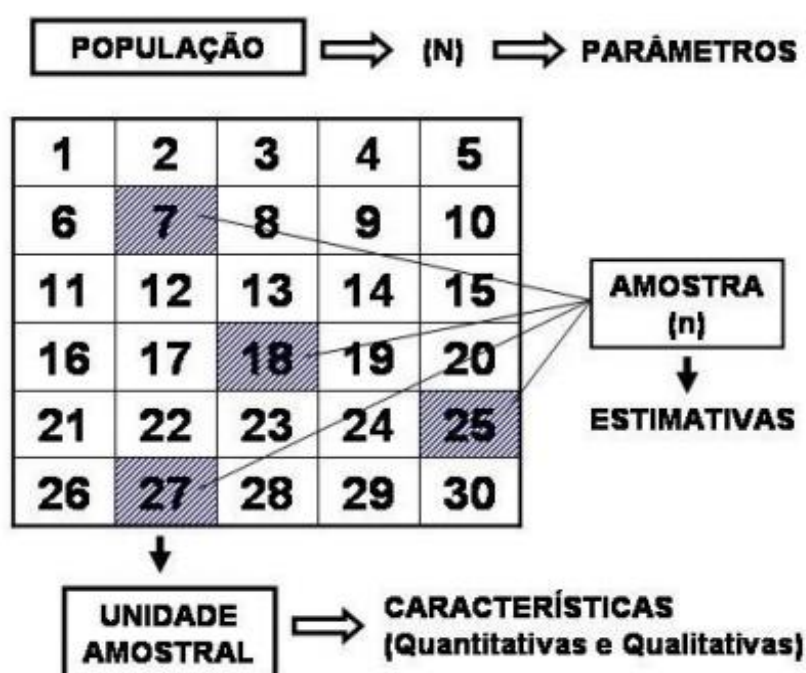 POPULAÇÃO (N) PARÂMETROS
1 2 3 4 5
6 7 8 9 10
11 12 13 14 15
16 17 18 19 20
21 22 23 24 25
26 27 28 29 30
AMOSTRA
(n)
ESTIMATIVAS
UNIDADE
AMOSTRAL
CARACTERÍSTICAS
(Quantitativas e Qualitativas)